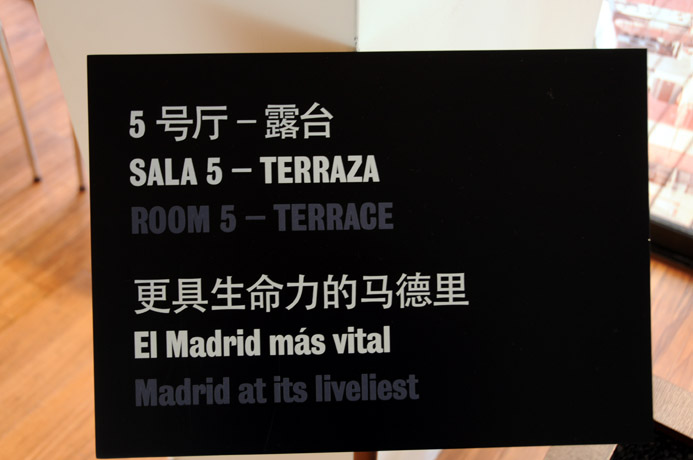 5 号厅 – 露台
SALA 5 – TERRAZA
ROOM 5 – TERRACE
更具生命力的马德里
El Madrid más vital
Madrid at its liveliest